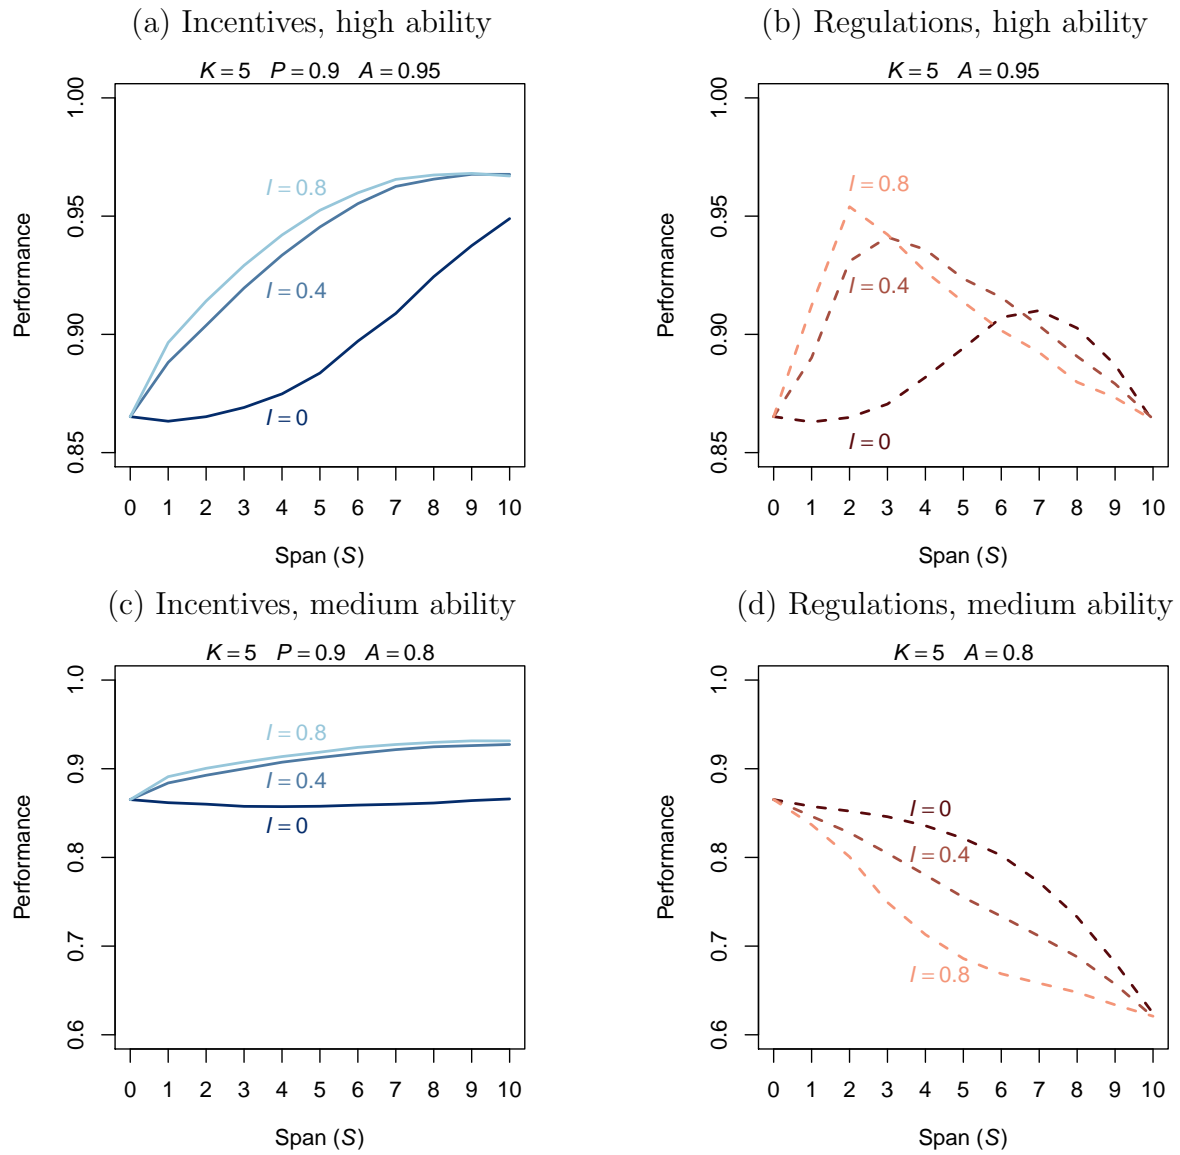 (a) Incentives, high ability
K = 5 P = 0.9 A = 0.95
Performance
1.00
0.95
0.90
0.85
I = 0.8
I = 0.4
I = 0
0 1 2 3 4 5 6 7 8 9 10
Span (S)
(b) Regulations, high ability
K = 5 A = 0.95
Performance
1.00
0.95
0.90
0.85
I = 0.8
I = 0.4
I = 0
0 1 2 3 4 5 6 7 8 9 10
Span (S)
(c) Incentives, medium ability
K = 5 P = 0.9 A = 0.8
Performance
1.0
0.9
0.8
0.7
0.6
I = 0.8
I = 0.4
I = 0
0 1 2 3 4 5 6 7 8 9 10
Span (S)
(d) Regulations, medium ability
K = 5 A = 0.8
Performance
1.0
0.9
0.8
0.7
0.6
I = 0
I = 0.4
I = 0.8
0 1 2 3 4 5 6 7 8 9 10
Span (S)